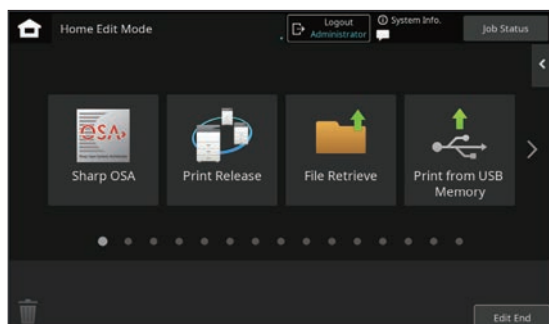 Home Edit Mode
Logout
Administrator
System Info.
Job Status
OSA
Sharp OSA
Print Release
File Retrieve
Print from USB
Memory
Edit End